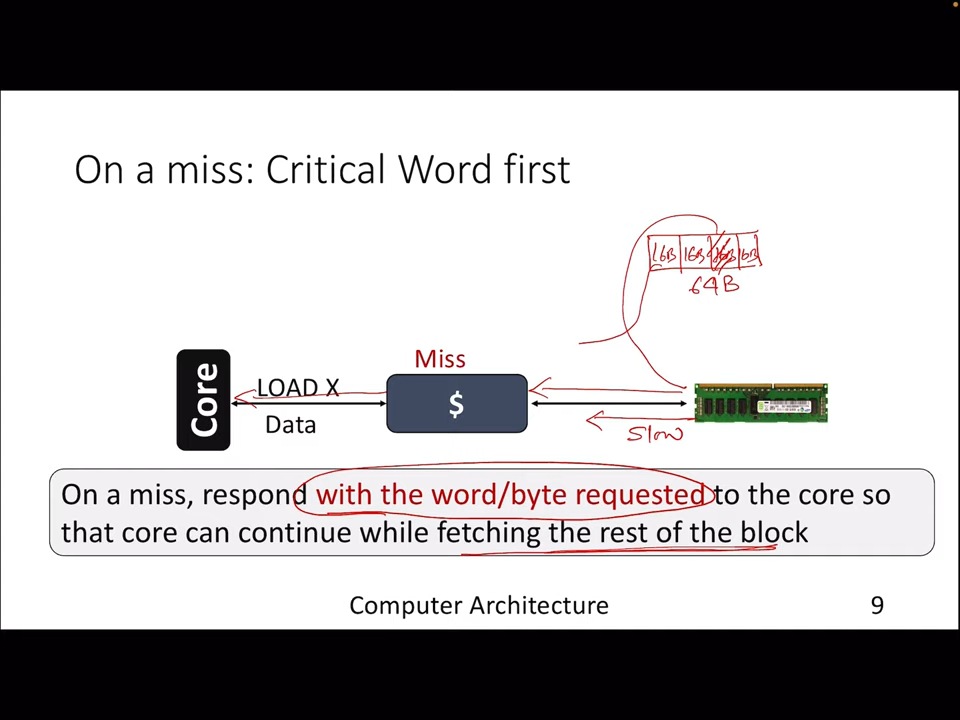 On a miss: Critical Word first
16B 16B 16B 16B
64B
Miss
Core
LOAD X
$
Data
Slow
On a miss, respond with the word/byte requested to the core so
that core can continue while fetching the rest of the block
Computer Architecture
9